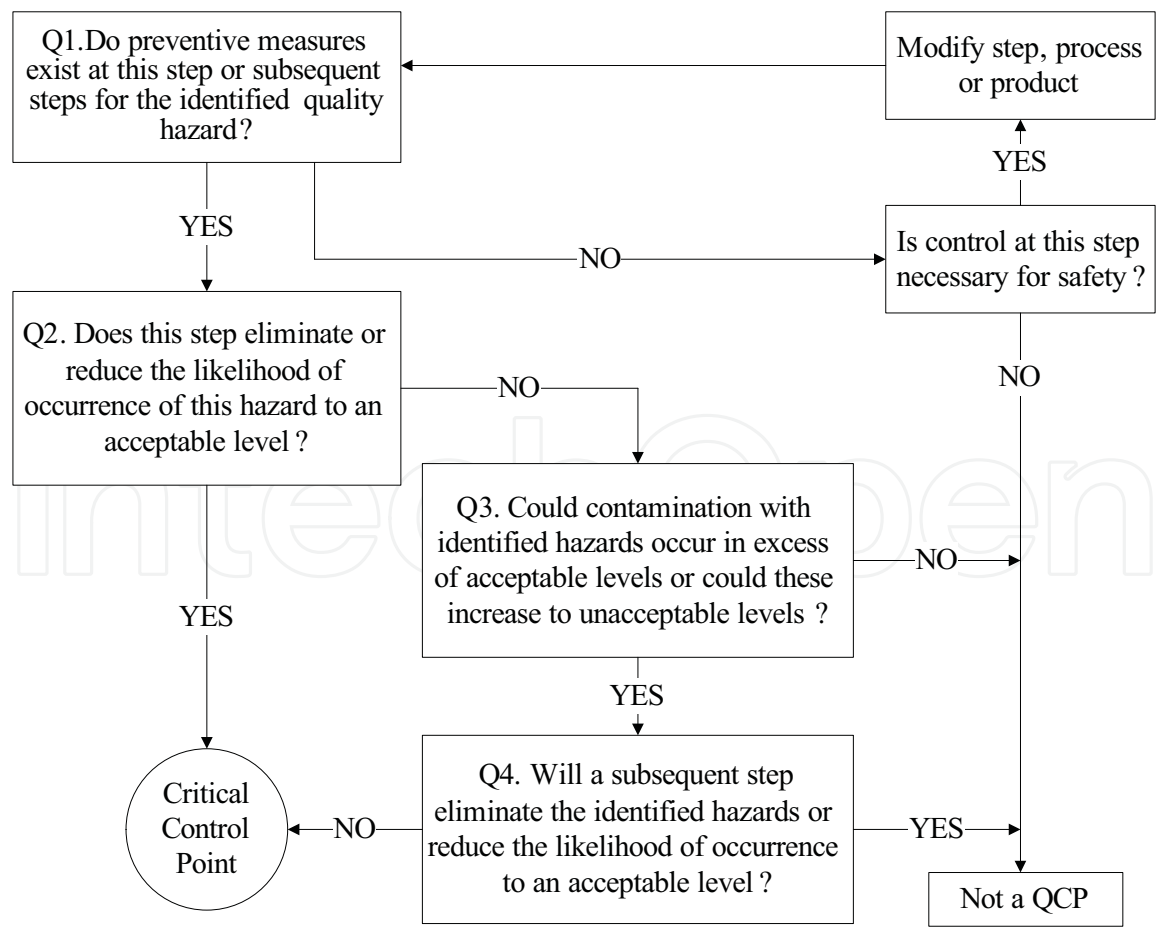 Q1.Do preventive measures
exist at this step or subsequent
steps for the identified quality
hazard?
Modify step, process
or product
YES
YES
NO
Is control at this step
necessary for safety ?
Q2. Does this step eliminate or
reduce the likelihood of
occurrence of this hazard to an
acceptable level ?
NO
NO
Q3. Could contamination with
identified hazards occur in excess
of acceptable levels or could these
increase to unacceptable levels ?
NO
YES
YES
Critical
Control
Point
NO
Q4. Will a subsequent step
eliminate the identified hazards or
reduce the likelihood of occurrence
to an acceptable level ?
YES
Not a QCP
IntechOpen